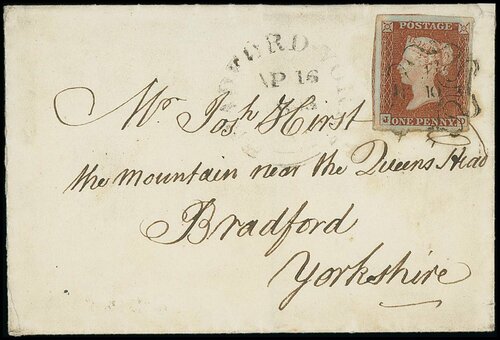 POSTAGE
ONE PENNY
AP 16
Mr Josh Hirst
the mountain near the Queens Head
Bradford
Yorkshire